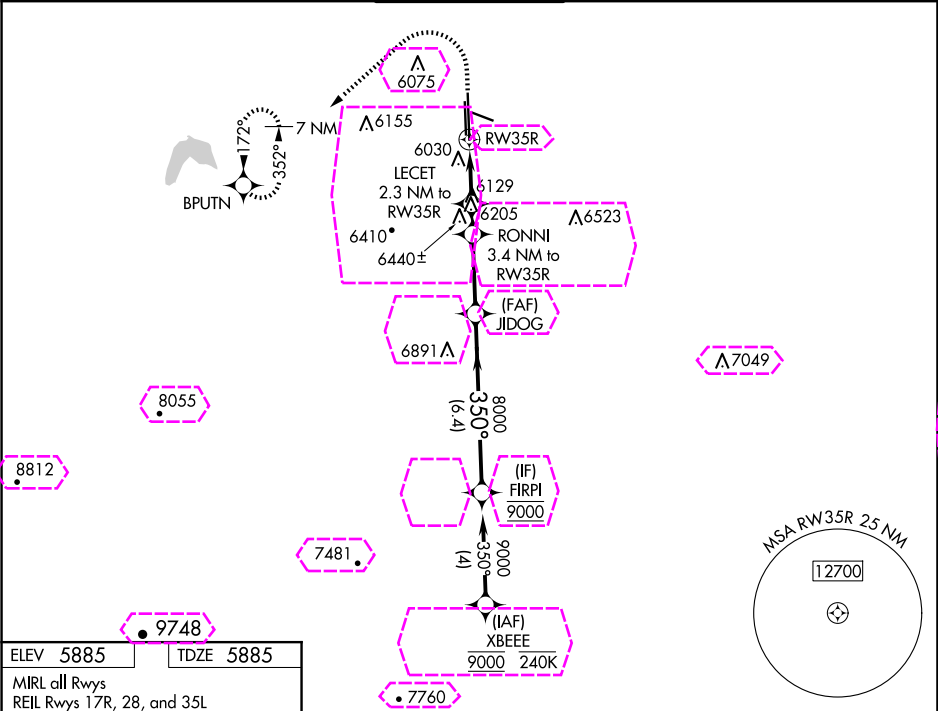 6075
6155
7 NM
172°
352°
BPUTN
RW35R
6030
LECET
2.3 NM to
RW35R
6129
6205
6410
6440±
6523
RONNI
3.4 NM to
RW35R
(FAF)
JIDOG
6891
7049
8055
8000
350°
(6.4)
8812
(IF)
FIRPI
9000
7481
9000
350°
(4)
MSA RW35R 25 NM
12700
(IAF)
XBEEE
9000 240K
9748
7760
ELEV 5885 TDZE 5885
MIRL all Rwys
REIL Rwys 17R, 28, and 35L